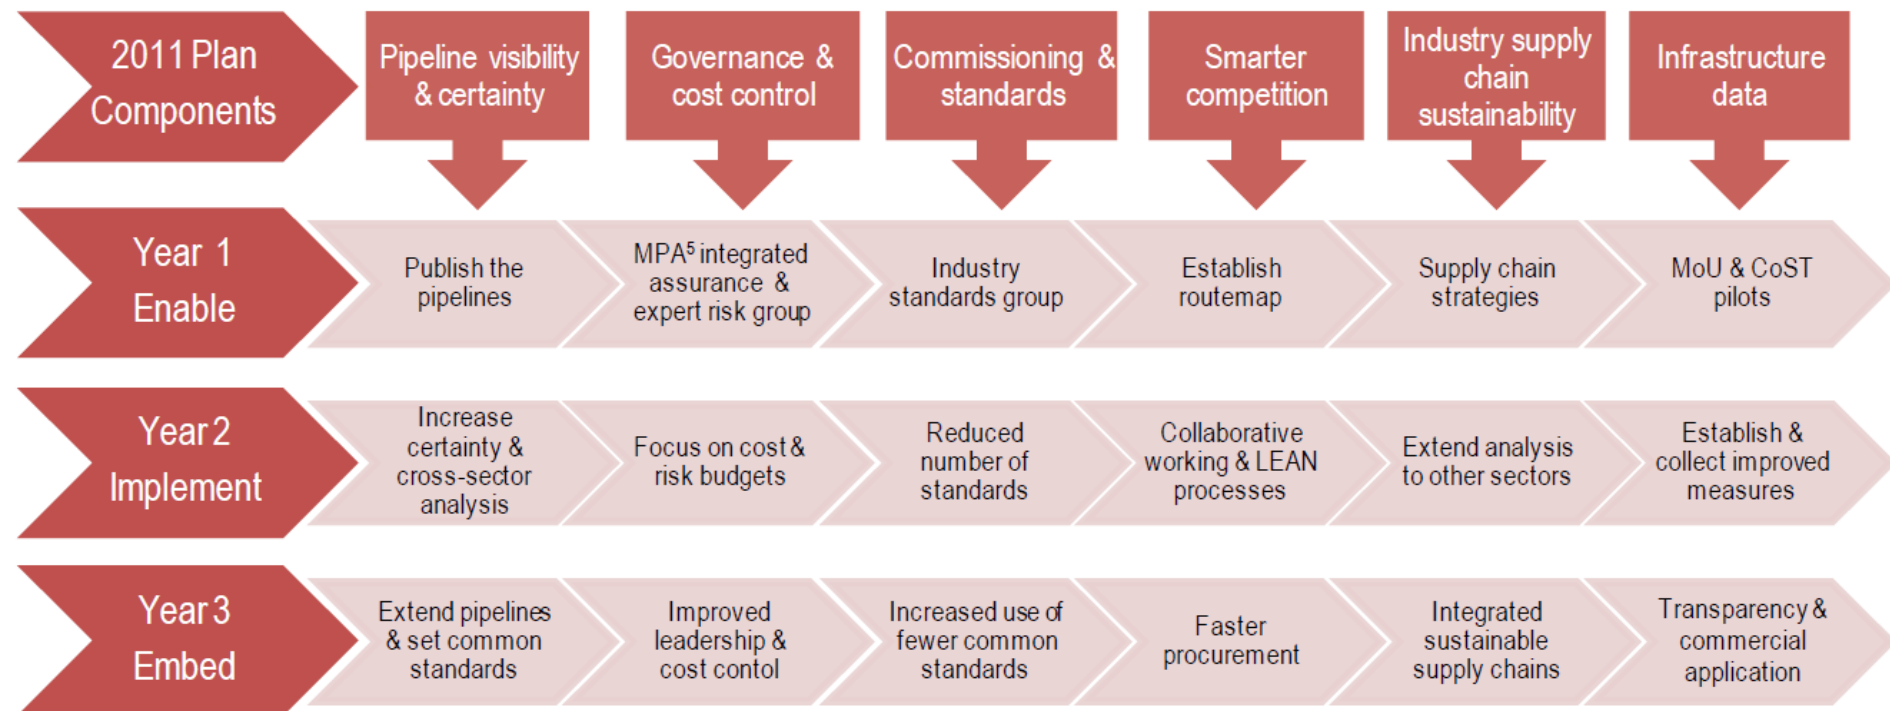 2011 Plan
Components
Pipeline visibility
& certainty
Governance &
cost control
Commissioning &
standards
Smarter
competition
Industry supply
chain
sustainability
Infrastructure
data
Year 1
Enable
Publish the
pipelines
MPA⁵ integrated
assurance &
expert risk group
Industry
standards group
Establish
routemap
Supply chain
strategies
MoU & CoST
pilots
Year 2
Implement
Increase
certainty &
cross-sector
analysis
Focus on cost &
risk budgets
Reduced
number of
standards
Collaborative
working & LEAN
processes
Extend analysis
to other sectors
Establish &
collect improved
measures
Year 3
Embed
Extend pipelines
& set common
standards
Improved
leadership &
cost contol
Increased use of
fewer common
standards
Faster
procurement
Integrated
sustainable
supply chains
Transparency &
commercial
application